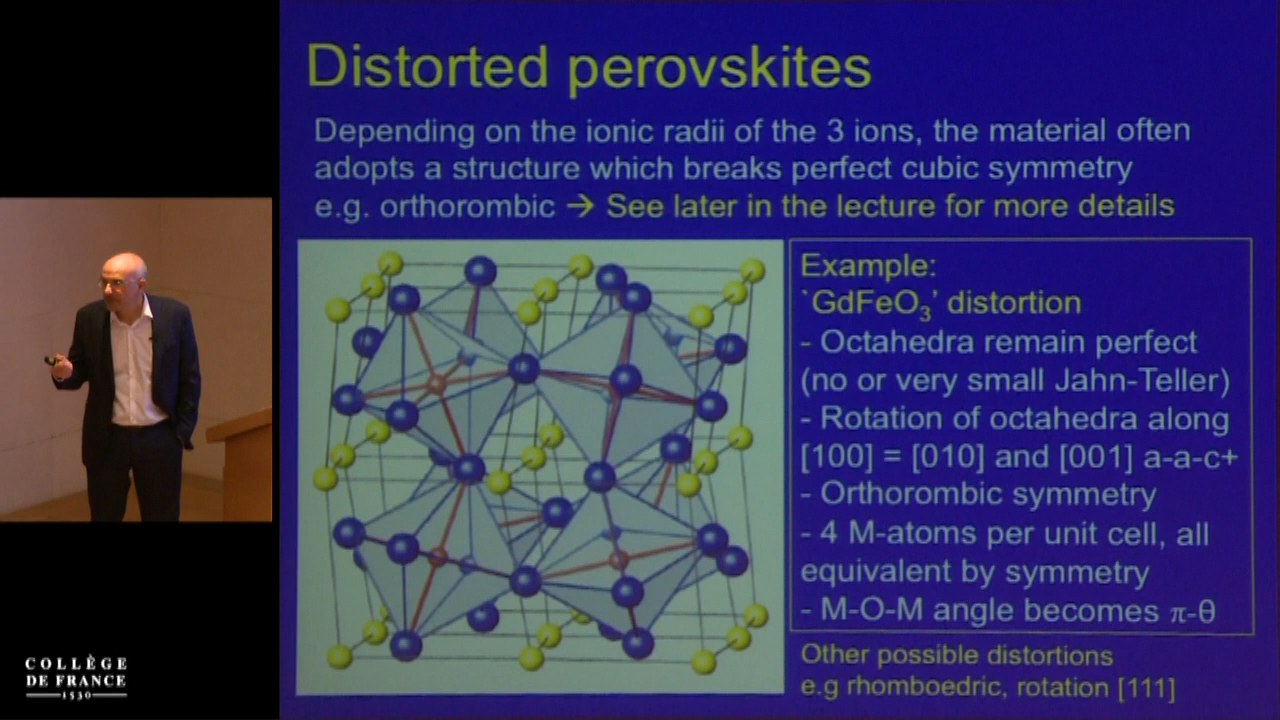 Distorted perovskites
Depending on the ionic radii of the 3 ions, the material often
adopts a structure which breaks perfect cubic symmetry
e.g. orthorombic → See later in the lecture for more details
Example:
`GdFeO₃' distortion
- Octahedra remain perfect
(no or very small Jahn-Teller)
- Rotation of octahedra along
[100] = [010] and [001] a-a-c+
- Orthorombic symmetry
- 4 M-atoms per unit cell, all
equivalent by symmetry
- M-O-M angle becomes π-θ
Other possible distortions
e.g rhomboedric, rotation [111]
COLLÈGE
DE FRANCE
1530